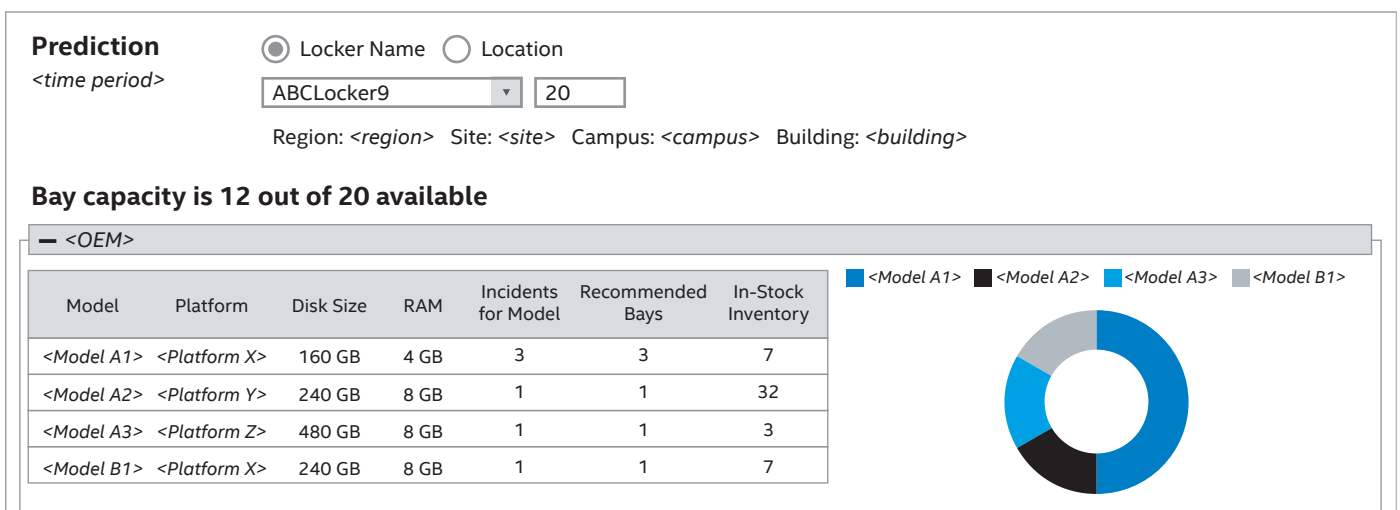 Prediction
<time period>
Locker Name Location
ABCLocker9 20
Region: <region> Site: <site> Campus: <campus> Building: <building>
Bay capacity is 12 out of 20 available
<OEM>
Model Platform Disk Size RAM Incidents for Model Recommended Bays In-Stock Inventory
<Model A1> <Platform X> 160 GB 4 GB 3 3 7
<Model A2> <Platform Y> 240 GB 8 GB 1 1 32
<Model A3> <Platform Z> 480 GB 8 GB 1 1 3
<Model B1> <Platform X> 240 GB 8 GB 1 1 7
<Model A1> <Model A2> <Model A3> <Model B1>